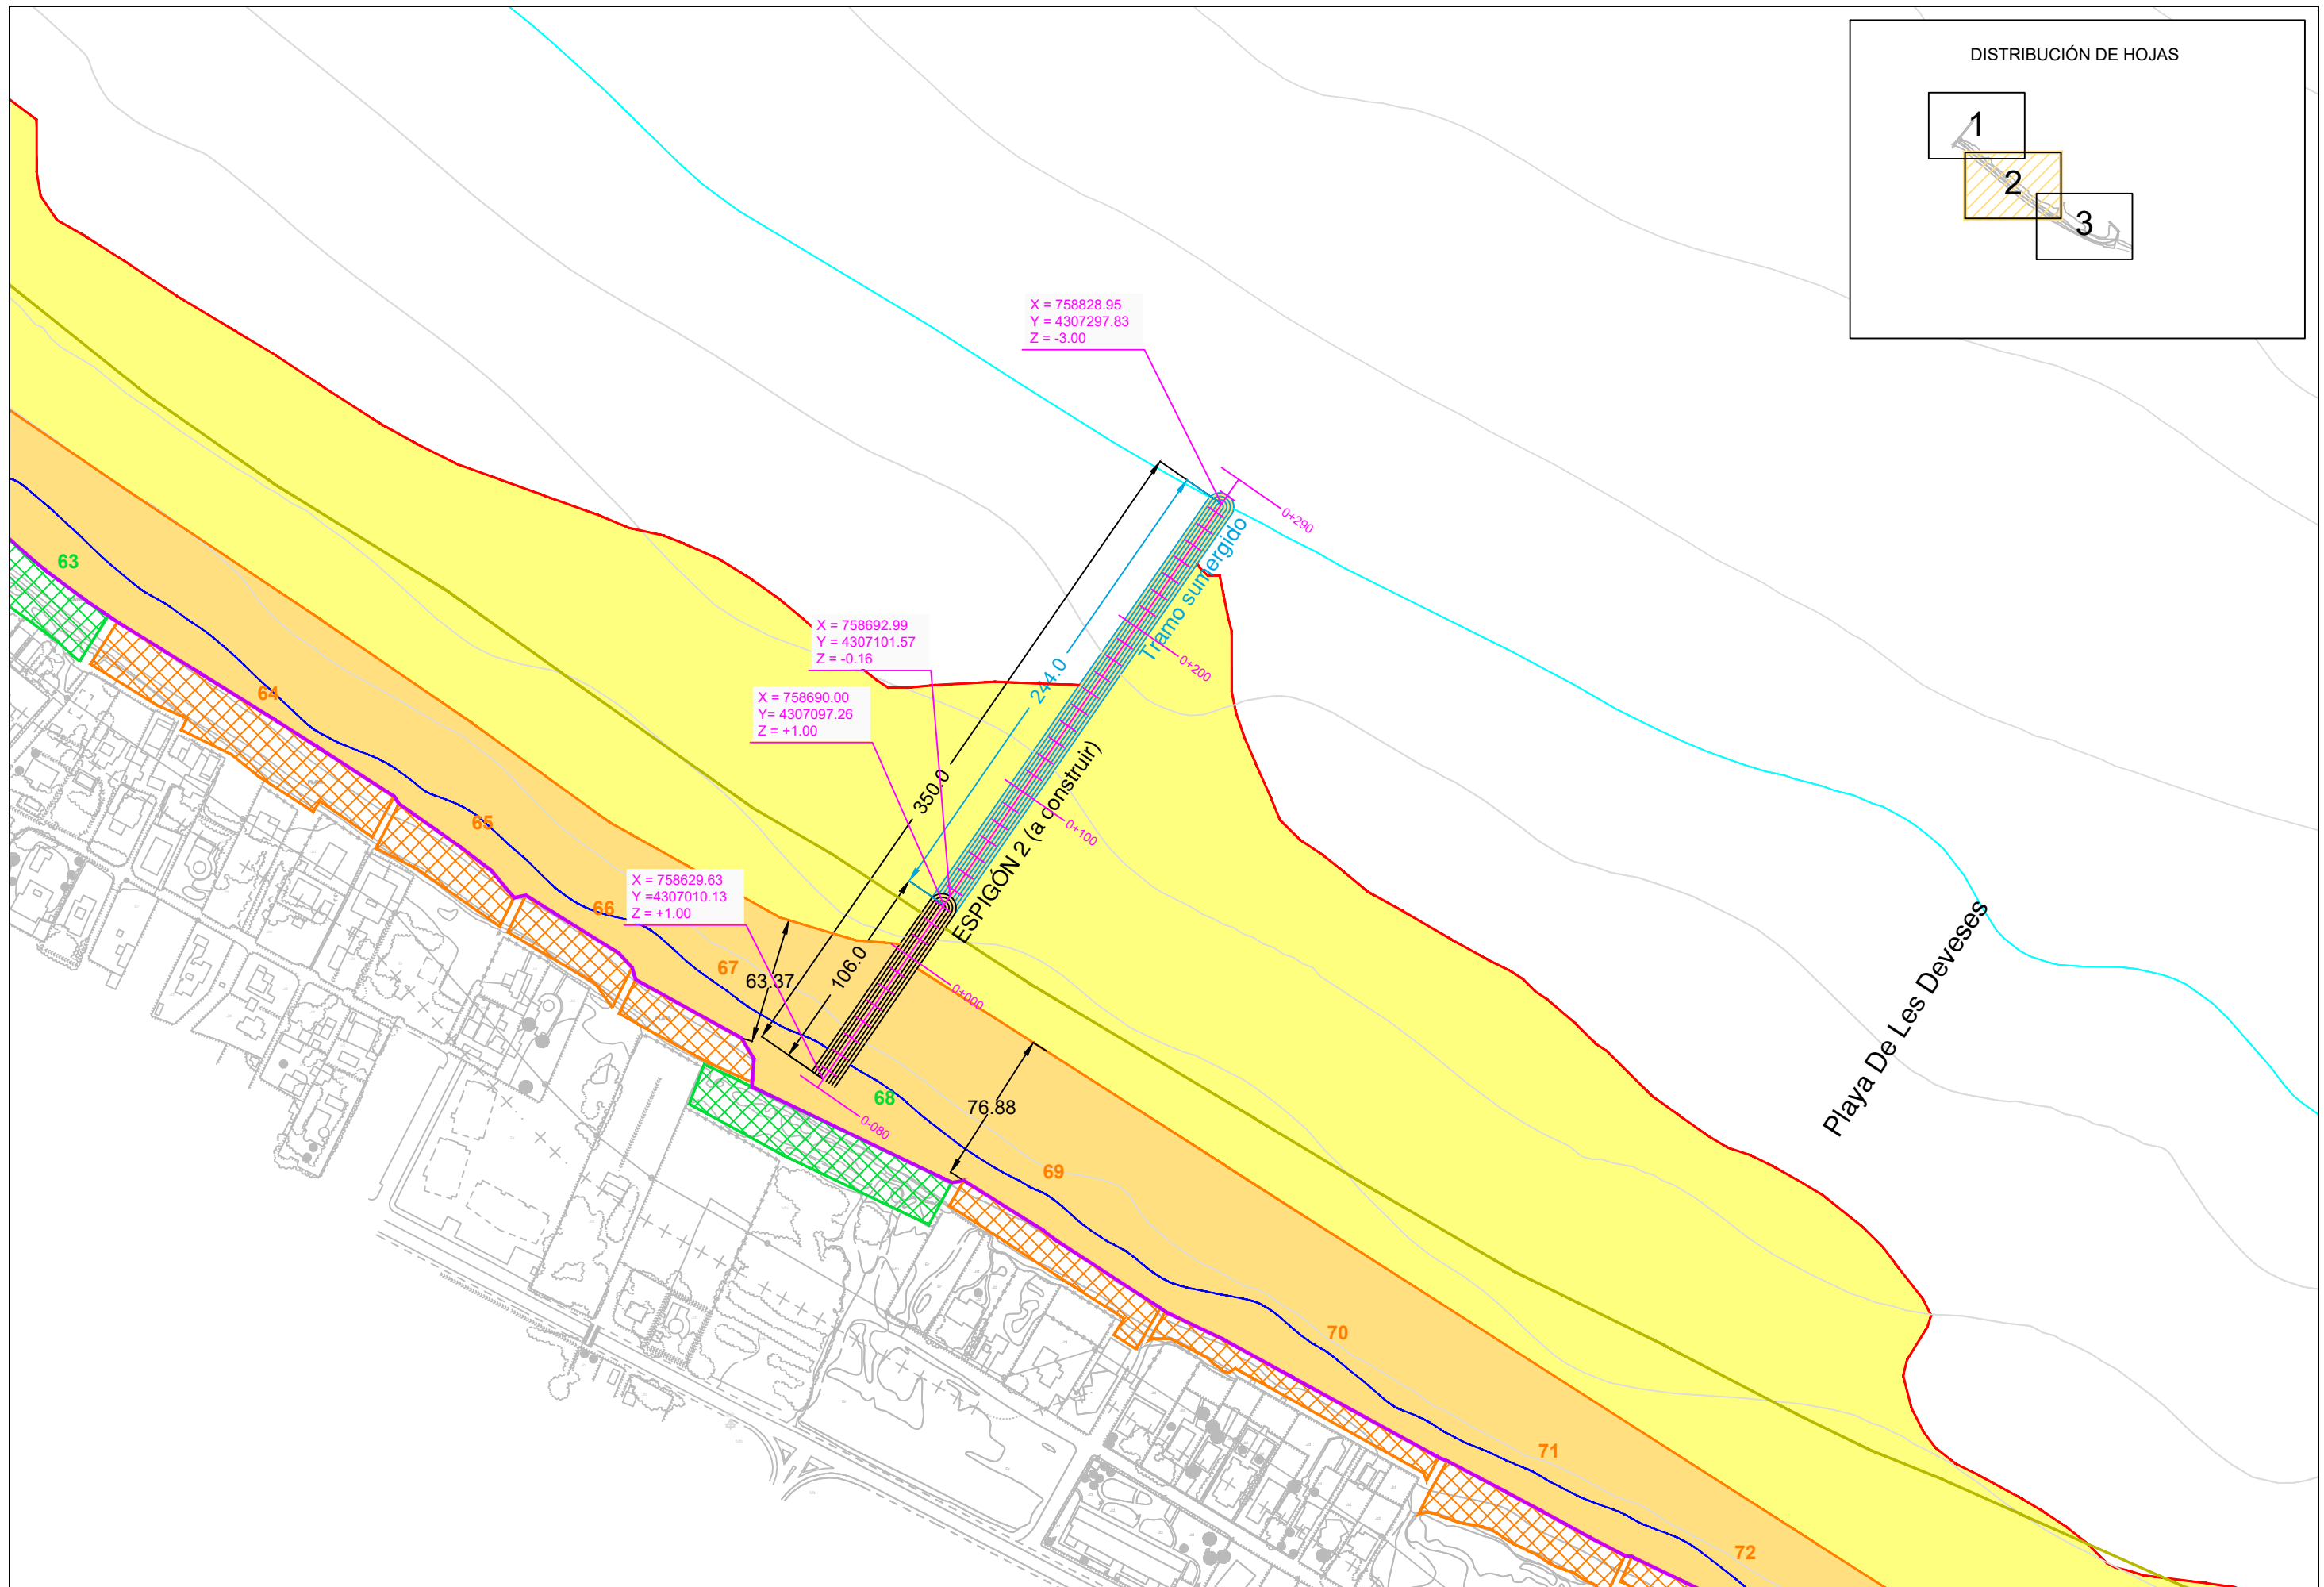 DISTRIBUCIÓN DE HOJAS
1
2
3
X = 758828.95
Y = 4307297.83
Z = -3.00
0+290
Tramo sumergido
63
X = 758692.99
Y = 4307101.57
Z = -0.16
0+200
244.0
64
X = 758690.00
Y= 4307097.26
Z = +1.00
350.0
65
0+100
ESPIGÓN 2 (a construir)
X = 758629.63
Y =4307010.13
Z = +1.00
66
67
63.37
106.0
0+000
Playa De Les Deveses
68
76.88
0-080
69
70
71
72